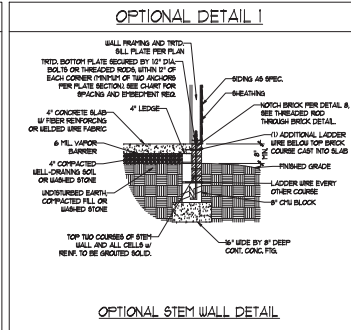 OPTIONAL DETAIL 1
WALL FRAMING AND TRTD.
SILL PLATE PER PLAN
TRTD. BOTTOM PLATE SECURED BY 1/2" DIA.
BOLTS OR THREADED RODS, WITHIN 12" OF
EACH CORNER (MINIMUM OF TWO ANCHORS
PER PLATE SECTION). SEE CHART FOR
SPACING AND EMBEDMENT REQ.
4" LEDGE
4" CONCRETE SLAB
W/ FIBER REINFORCING
OR WELDED WIRE FABRIC
6 MIL. VAPOR
BARRIER
4" COMPACTED
WELL-DRAINING SOIL
OR WASHED STONE
UNDISTURBED EARTH,
COMPACTED FILL OR
WASHED STONE
TOP TWO COURSES OF STEM
WALL AND ALL CELLS W/
REINF. TO BE GROUTED SOLID.
SIDING AS SPEC.
SHEATHING
NOTCH BRICK PER DETAIL 8,
SEE THREADED ROD
THROUGH BRICK DETAIL.
(1) ADDITIONAL LADDER
WIRE BELOW TOP BRICK
COURSE CAST INTO SLAB
8"
MIN.
FINISHED GRADE
LADDER WIRE EVERY
OTHER COURSE
8" CMU BLOCK
16" WIDE BY 8" DEEP
CONT. CONC. FTG.
OPTIONAL STEM WALL DETAIL